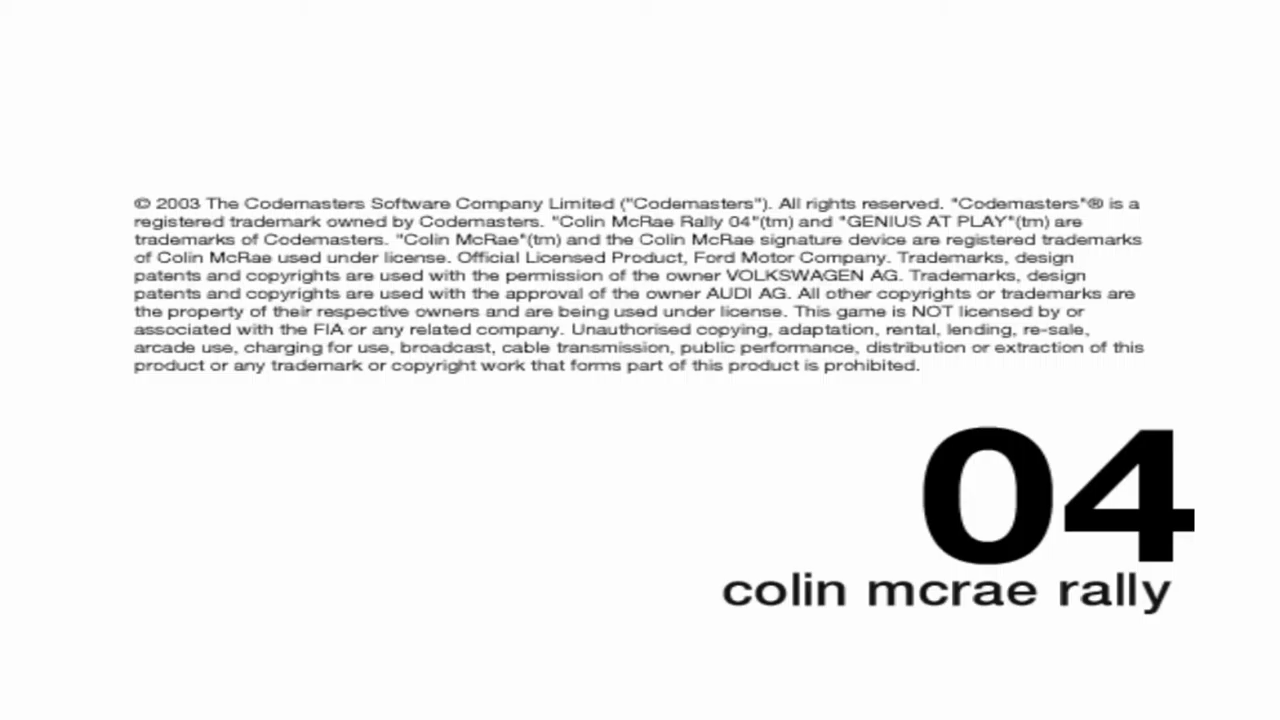 © 2003 The Codemasters Software Company Limited ("Codemasters"). All rights reserved. "Codemasters"® is a
registered trademark owned by Codemasters. "Colin McRae Rally 04"(tm) and "GENIUS AT PLAY"(tm) are
trademarks of Codemasters. "Colin McRae"(tm) and the Colin McRae signature device are registered trademarks
of Colin McRae used under license. Official Licensed Product, Ford Motor Company. Trademarks, design
patents and copyrights are used with the permission of the owner VOLKSWAGEN AG. Trademarks, design
patents and copyrights are used with the approval of the owner AUDI AG. All other copyrights or trademarks are
the property of their respective owners and are being used under license. This game is NOT licensed by or
associated with the FIA or any related company. Unauthorised copying, adaptation, rental, lending, re-sale,
arcade use, charging for use, broadcast, cable transmission, public performance, distribution or extraction of this
product or any trademark or copyright work that forms part of this product is prohibited.
04
colin mcrae rally